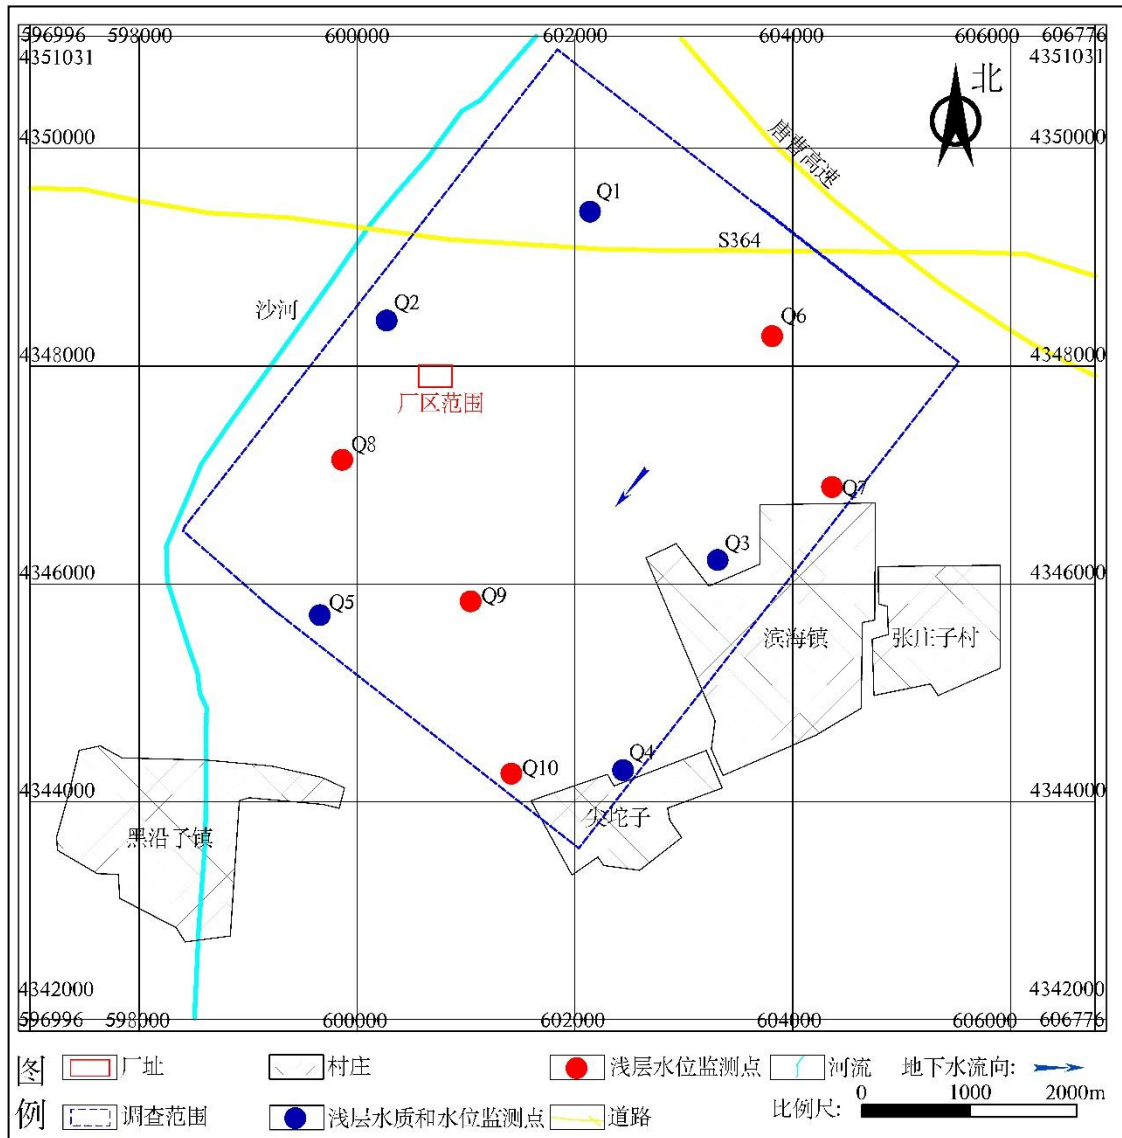 596996 598000 600000 602000 604000 606000 606776
4351031 4351031
北
4350000 4350000
唐曹高速
Q1
S364
沙河
Q2
Q6
4348000 4348000
厂区范围
Q8
Q7
Q3
4346000 4346000
Q5
Q9
滨海镇
张庄子村
Q4
Q10
4344000 4344000
尖坨子
黑沿子镇
4342000 4342000
596996 598000 600000 602000 604000 606000 606776
图例
厂址 村庄 浅层水位监测点 河流 地下水流向:
调查范围 浅层水质和水位监测点 道路 比例尺: 0 1000 2000m